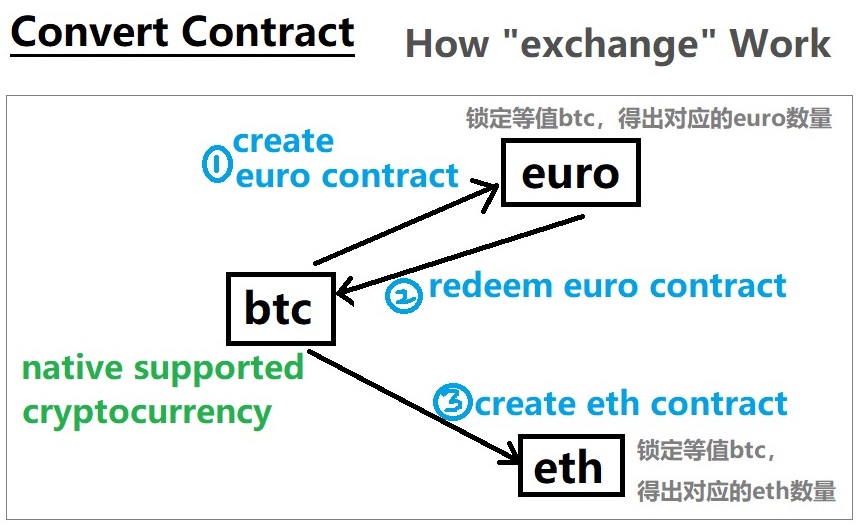 Convert Contract
How "exchange" Work
锁定等值btc，得出对应的euro数量
① create
euro contract
euro
② redeem euro contract
btc
native supported
cryptocurrency
③ create eth contract
eth
锁定等值btc，
得出对应的eth数量